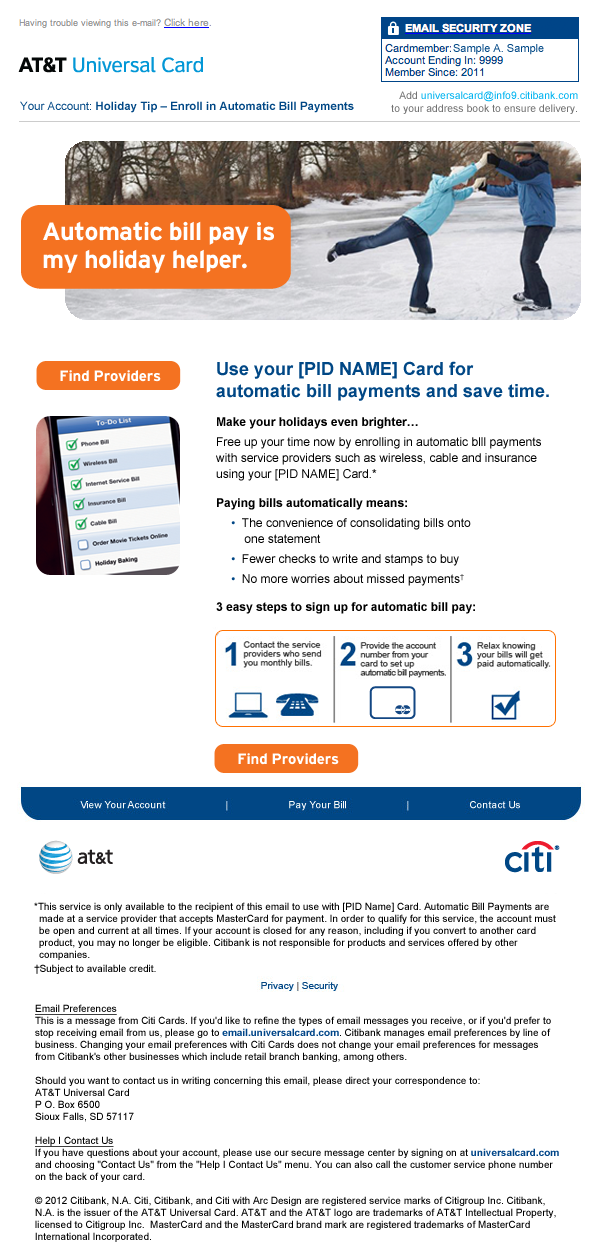 Having trouble viewing this e-mail? Click here.
EMAIL SECURITY ZONE
Cardmember: Sample A. Sample
Account Ending In: 9999
Member Since: 2011
AT&T Universal Card
Add universalcard@info9.citibank.com
to your address book to ensure delivery.
Your Account: Holiday Tip – Enroll in Automatic Bill Payments
Automatic bill pay is
my holiday helper.
Find Providers
To-Do List
Phone Bill
Wireless Bill
Internet Service Bill
Insurance Bill
Cable Bill
Order Movie Tickets Online
Holiday Baking
Use your [PID NAME] Card for
automatic bill payments and save time.
Make your holidays even brighter…
Free up your time now by enrolling in automatic bill payments
with service providers such as wireless, cable and insurance
using your [PID NAME] Card.*
Paying bills automatically means:
• The convenience of consolidating bills onto
one statement
• Fewer checks to write and stamps to buy
• No more worries about missed payments†
3 easy steps to sign up for automatic bill pay:
1 Contact the service
providers who send
you monthly bills.
2 Provide the account
number from your
card to set up
automatic bill payments.
3 Relax knowing
your bills will get
paid automatically.
Find Providers
View Your Account | Pay Your Bill | Contact Us
at&t
citi®
*This service is only available to the recipient of this email to use with [PID Name] Card. Automatic Bill Payments are
made at a service provider that accepts MasterCard for payment. In order to qualify for this service, the account must
be open and current at all times. If your account is closed for any reason, including if you convert to another card
product, you may no longer be eligible. Citibank is not responsible for products and services offered by other
companies.
†Subject to available credit.
Privacy | Security
Email Preferences
This is a message from Citi Cards. If you'd like to refine the types of email messages you receive, or if you'd prefer to
stop receiving email from us, please go to email.universalcard.com. Citibank manages email preferences by line of
business. Changing your email preferences with Citi Cards does not change your email preferences for messages
from Citibank's other businesses which include retail branch banking, among others.
Should you want to contact us in writing concerning this email, please direct your correspondence to:
AT&T Universal Card
P O. Box 6500
Sioux Falls, SD 57117
Help I Contact Us
If you have questions about your account, please use our secure message center by signing on at universalcard.com
and choosing "Contact Us" from the "Help I Contact Us" menu. You can also call the customer service phone number
on the back of your card.
© 2012 Citibank, N.A. Citi, Citibank, and Citi with Arc Design are registered service marks of Citigroup Inc. Citibank,
N.A. is the issuer of the AT&T Universal Card. AT&T and the AT&T logo are trademarks of AT&T Intellectual Property,
licensed to Citigroup Inc. MasterCard and the MasterCard brand mark are registered trademarks of MasterCard
International Incorporated.